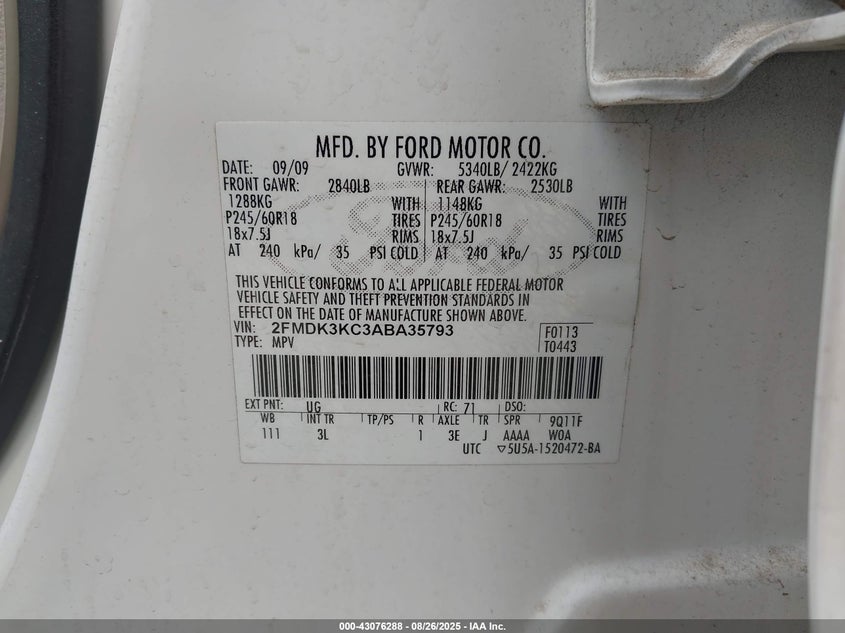 MFD. BY FORD MOTOR CO.
DATE: 09/09 GVWR: 5340LB/ 2422KG
FRONT GAWR: 2840LB REAR GAWR: 2530LB
1288KG WITH 1148KG WITH
P245/60R18 TIRES P245/60R18 TIRES
18x7.5J RIMS 18x7.5J RIMS
AT 240 kPa/ 35 PSI COLD AT 240 kPa/ 35 PSI COLD
Ford
THIS VEHICLE CONFORMS TO ALL APPLICABLE FEDERAL MOTOR
VEHICLE SAFETY AND THEFT PREVENTION STANDARDS IN
EFFECT ON THE DATE OF MANUFACTURE SHOWN ABOVE.
VIN: 2FMDK3KC3ABA35793 F0113
TYPE: MPV T0443
EXT PNT: UG RC: 71 DSO:
WB INT TR TP/PS R AXLE TR SPR 9Q11F
111 3L 1 3E J AAAA W0A
UTC ▽5U5A-1520472-BA
000-43076288 - 08/26/2025 - IAA Inc.